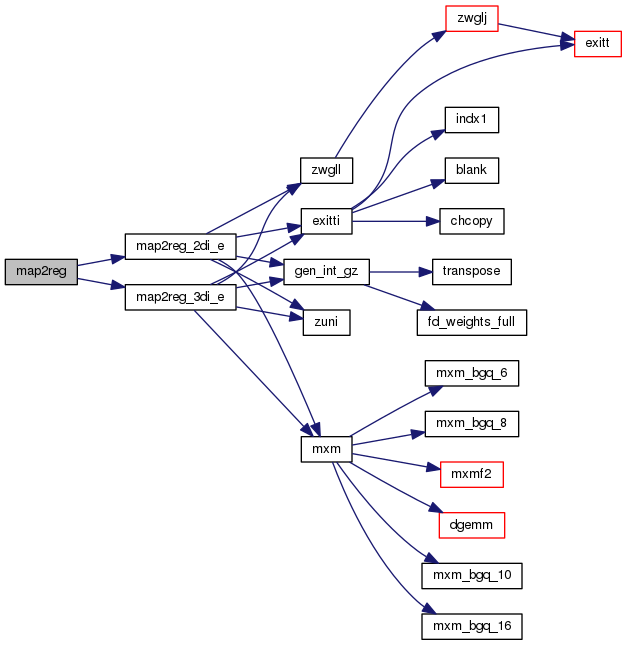 zwglj
exitt
indx1
zwgll
blank
exitti
chcopy
map2reg_2di_e
map2reg
gen_int_gz
transpose
map2reg_3di_e
zuni
fd_weights_full
mxm_bgq_6
mxm_bgq_8
mxm
mxmf2
dgemm
mxm_bgq_10
mxm_bgq_16